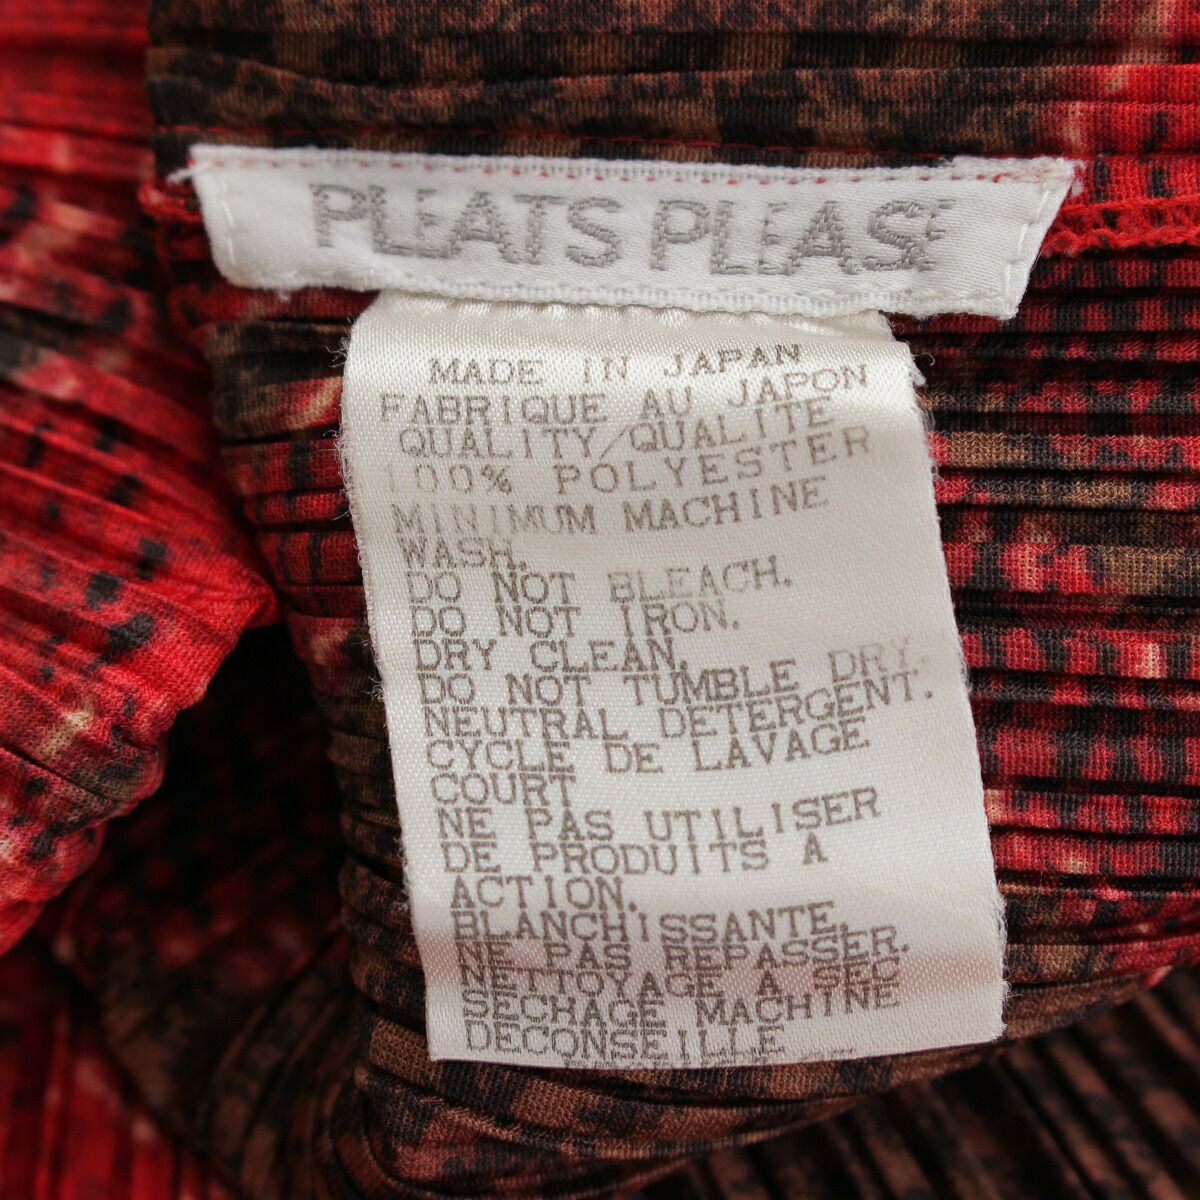 PLEATS PLEASE
MADE IN JAPAN
FABRIQUE AU JAPON
QUALITY/QUALITE
100% POLYESTER
MINIMUM MACHINE
WASH.
DO NOT BLEACH.
DO NOT IRON.
DRY CLEAN.
DO NOT TUMBLE DRY.
NEUTRAL DETERGENT.
CYCLE DE LAVAGE
COURT
NE PAS UTILISER
DE PRODUITS A
ACTION.
BLANCHISSANTE.
NE PAS REPASSER.
NETTOYAGE A SEC
SECHAGE MACHINE
DECONSEILLE